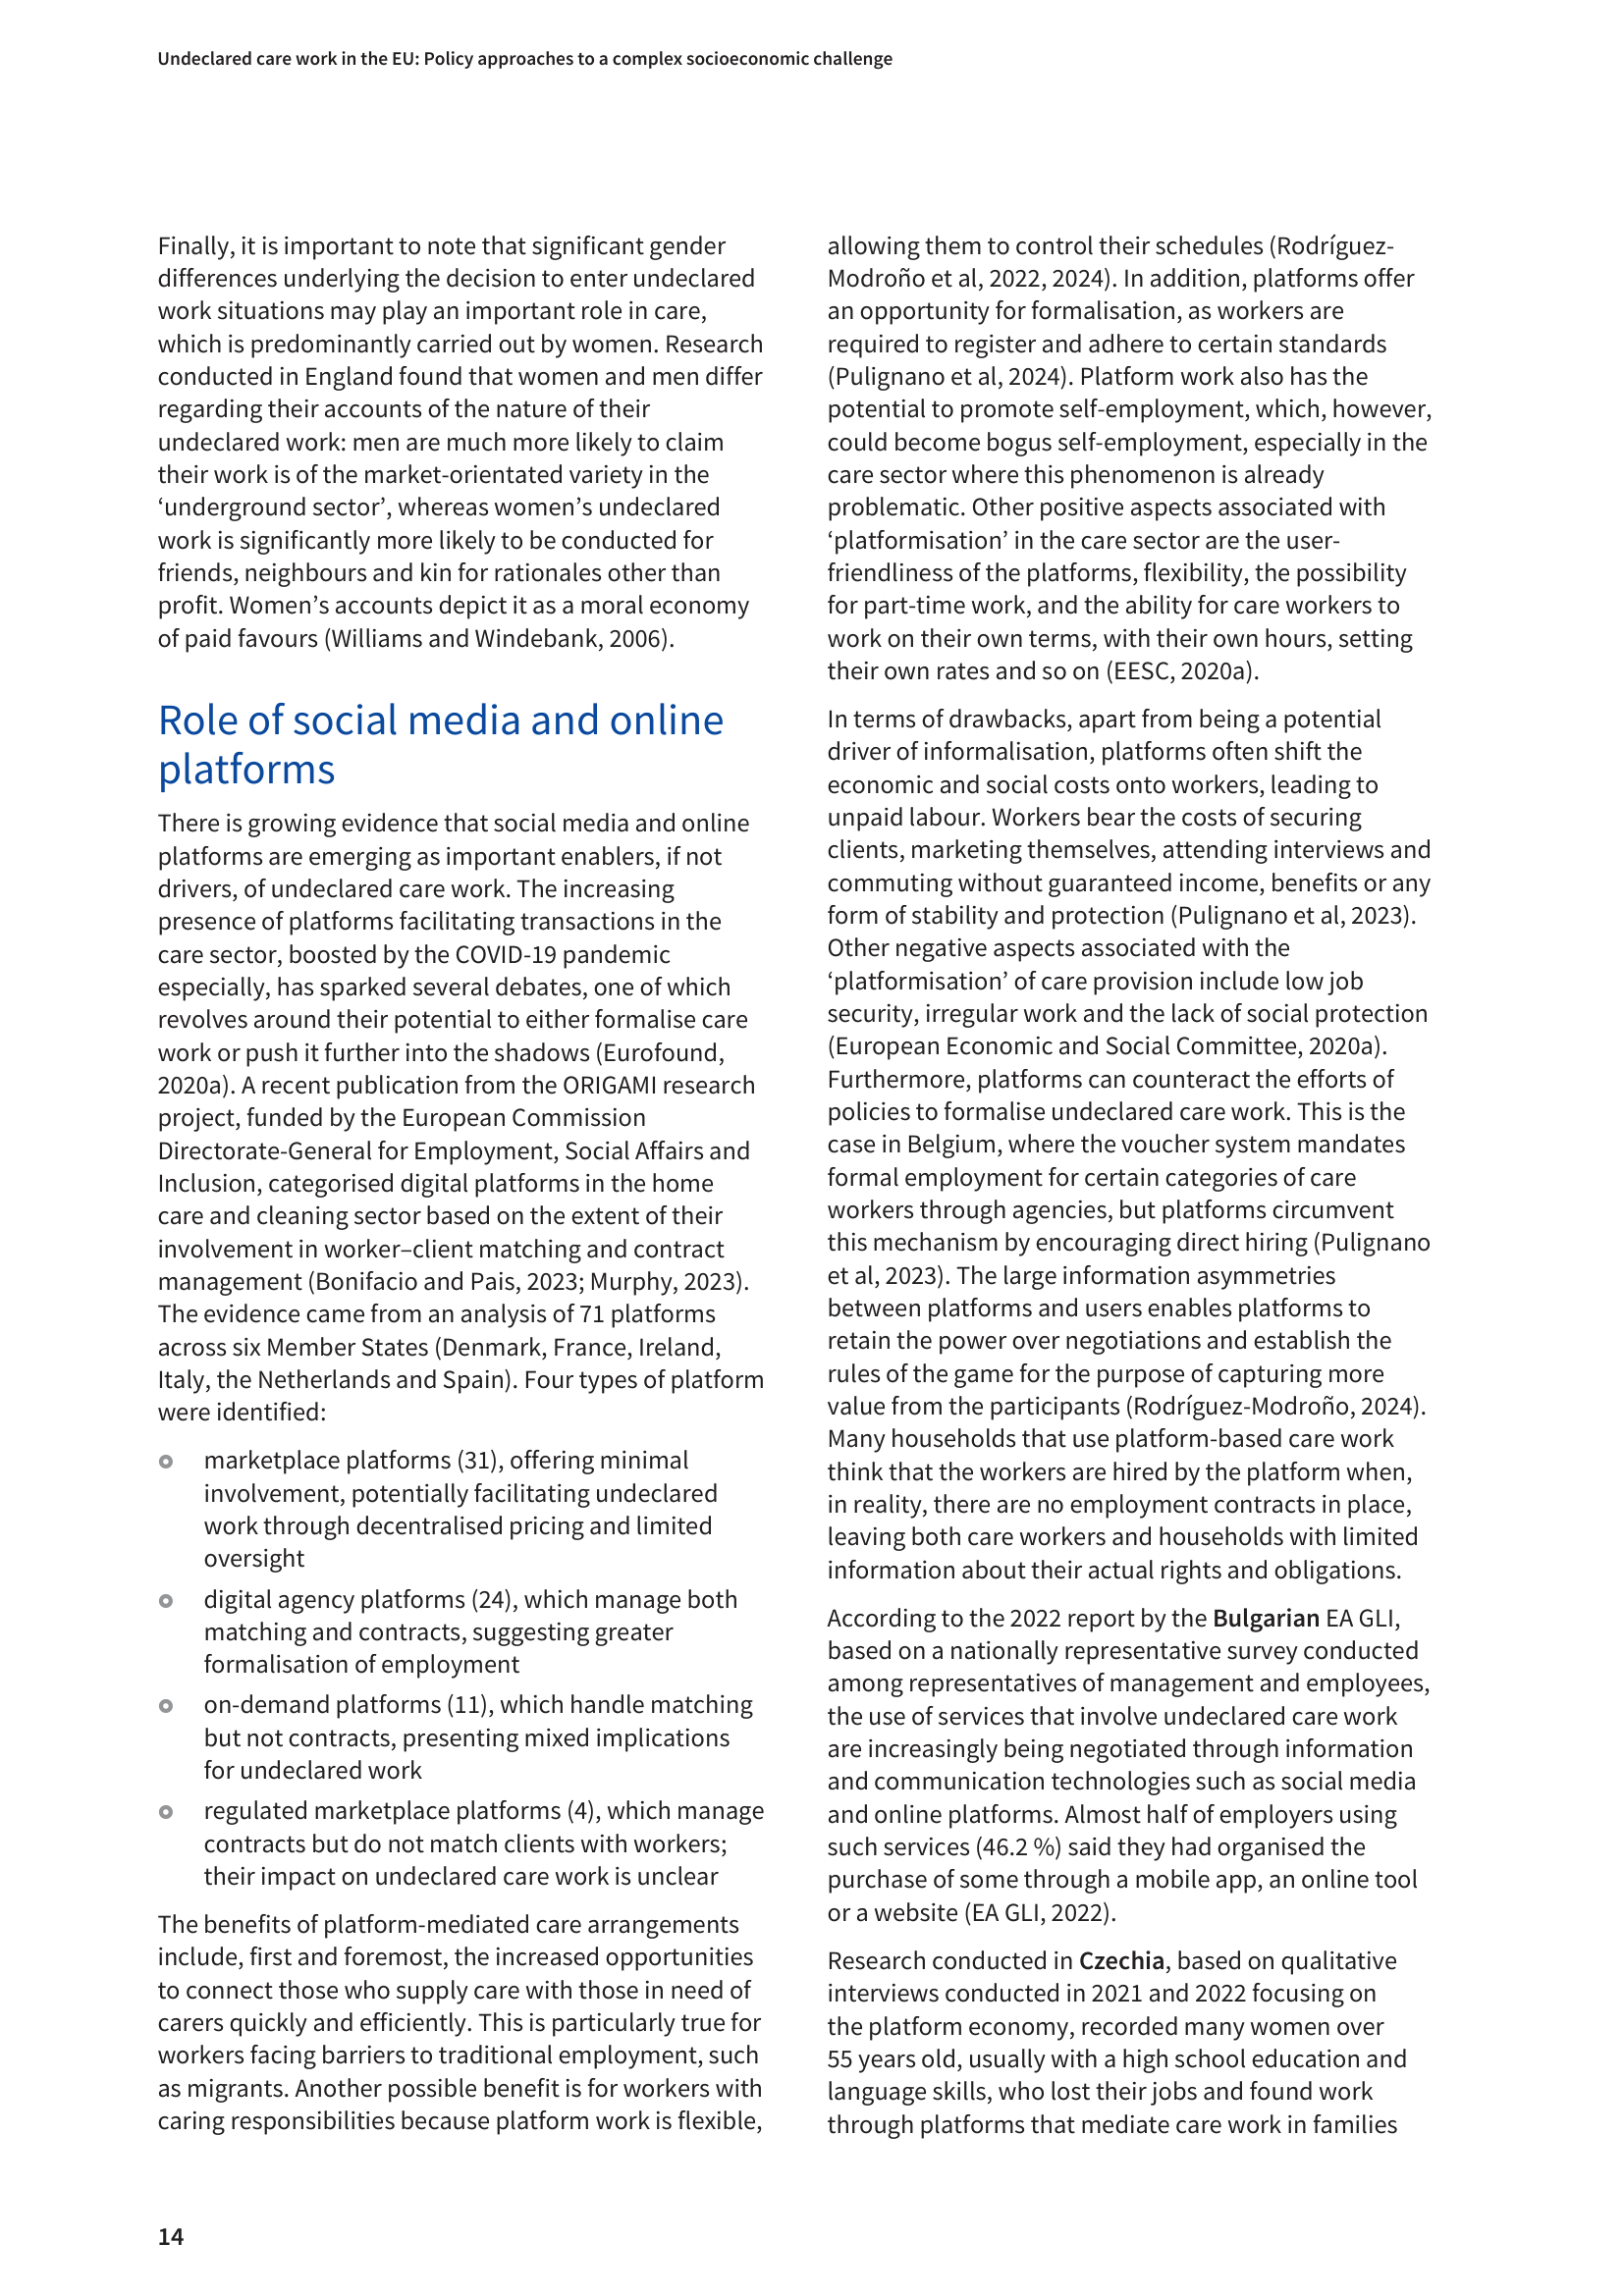 Undeclared care work in the EU: Policy approaches to a complex socioeconomic challenge
Finally, it is important to note that significant gender
differences underlying the decision to enter undeclared
work situations may play an important role in care,
which is predominantly carried out by women. Research
conducted in England found that women and men differ
regarding their accounts of the nature of their
undeclared work: men are much more likely to claim
their work is of the market-orientated variety in the
‘underground sector’, whereas women’s undeclared
work is significantly more likely to be conducted for
friends, neighbours and kin for rationales other than
profit. Women’s accounts depict it as a moral economy
of paid favours (Williams and Windebank, 2006).
Role of social media and online
platforms
There is growing evidence that social media and online
platforms are emerging as important enablers, if not
drivers, of undeclared care work. The increasing
presence of platforms facilitating transactions in the
care sector, boosted by the COVID-19 pandemic
especially, has sparked several debates, one of which
revolves around their potential to either formalise care
work or push it further into the shadows (Eurofound,
2020a). A recent publication from the ORIGAMI research
project, funded by the European Commission
Directorate-General for Employment, Social Affairs and
Inclusion, categorised digital platforms in the home
care and cleaning sector based on the extent of their
involvement in worker–client matching and contract
management (Bonifacio and Pais, 2023; Murphy, 2023).
The evidence came from an analysis of 71 platforms
across six Member States (Denmark, France, Ireland,
Italy, the Netherlands and Spain). Four types of platform
were identified:
marketplace platforms (31), offering minimal
involvement, potentially facilitating undeclared
work through decentralised pricing and limited
oversight
digital agency platforms (24), which manage both
matching and contracts, suggesting greater
formalisation of employment
on-demand platforms (11), which handle matching
but not contracts, presenting mixed implications
for undeclared work
regulated marketplace platforms (4), which manage
contracts but do not match clients with workers;
their impact on undeclared care work is unclear
The benefits of platform-mediated care arrangements
include, first and foremost, the increased opportunities
to connect those who supply care with those in need of
carers quickly and efficiently. This is particularly true for
workers facing barriers to traditional employment, such
as migrants. Another possible benefit is for workers with
caring responsibilities because platform work is flexible,
allowing them to control their schedules (Rodríguez-
Modroño et al, 2022, 2024). In addition, platforms offer
an opportunity for formalisation, as workers are
required to register and adhere to certain standards
(Pulignano et al, 2024). Platform work also has the
potential to promote self-employment, which, however,
could become bogus self-employment, especially in the
care sector where this phenomenon is already
problematic. Other positive aspects associated with
‘platformisation’ in the care sector are the user-
friendliness of the platforms, flexibility, the possibility
for part-time work, and the ability for care workers to
work on their own terms, with their own hours, setting
their own rates and so on (EESC, 2020a).
In terms of drawbacks, apart from being a potential
driver of informalisation, platforms often shift the
economic and social costs onto workers, leading to
unpaid labour. Workers bear the costs of securing
clients, marketing themselves, attending interviews and
commuting without guaranteed income, benefits or any
form of stability and protection (Pulignano et al, 2023).
Other negative aspects associated with the
‘platformisation’ of care provision include low job
security, irregular work and the lack of social protection
(European Economic and Social Committee, 2020a).
Furthermore, platforms can counteract the efforts of
policies to formalise undeclared care work. This is the
case in Belgium, where the voucher system mandates
formal employment for certain categories of care
workers through agencies, but platforms circumvent
this mechanism by encouraging direct hiring (Pulignano
et al, 2023). The large information asymmetries
between platforms and users enables platforms to
retain the power over negotiations and establish the
rules of the game for the purpose of capturing more
value from the participants (Rodríguez-Modroño, 2024).
Many households that use platform-based care work
think that the workers are hired by the platform when,
in reality, there are no employment contracts in place,
leaving both care workers and households with limited
information about their actual rights and obligations.
According to the 2022 report by the Bulgarian EA GLI,
based on a nationally representative survey conducted
among representatives of management and employees,
the use of services that involve undeclared care work
are increasingly being negotiated through information
and communication technologies such as social media
and online platforms. Almost half of employers using
such services (46.2 %) said they had organised the
purchase of some through a mobile app, an online tool
or a website (EA GLI, 2022).
Research conducted in Czechia, based on qualitative
interviews conducted in 2021 and 2022 focusing on
the platform economy, recorded many women over
55 years old, usually with a high school education and
language skills, who lost their jobs and found work
through platforms that mediate care work in families
14